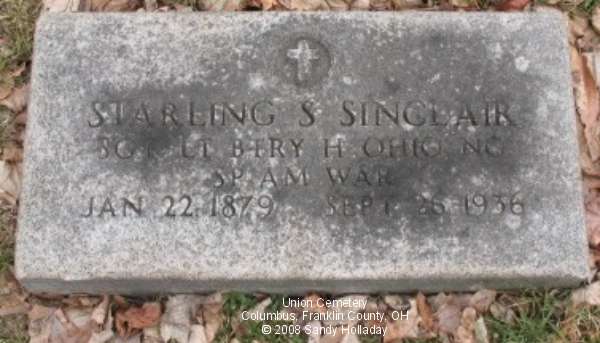 STARLING S SINCLAIR
SGT LT BTRY H OHIO NG
SP AM WAR
JAN 22 1879 SEPT 26 1936
Union Cemetery
Columbus, Franklin County, OH
© 2008 Sandy Holladay